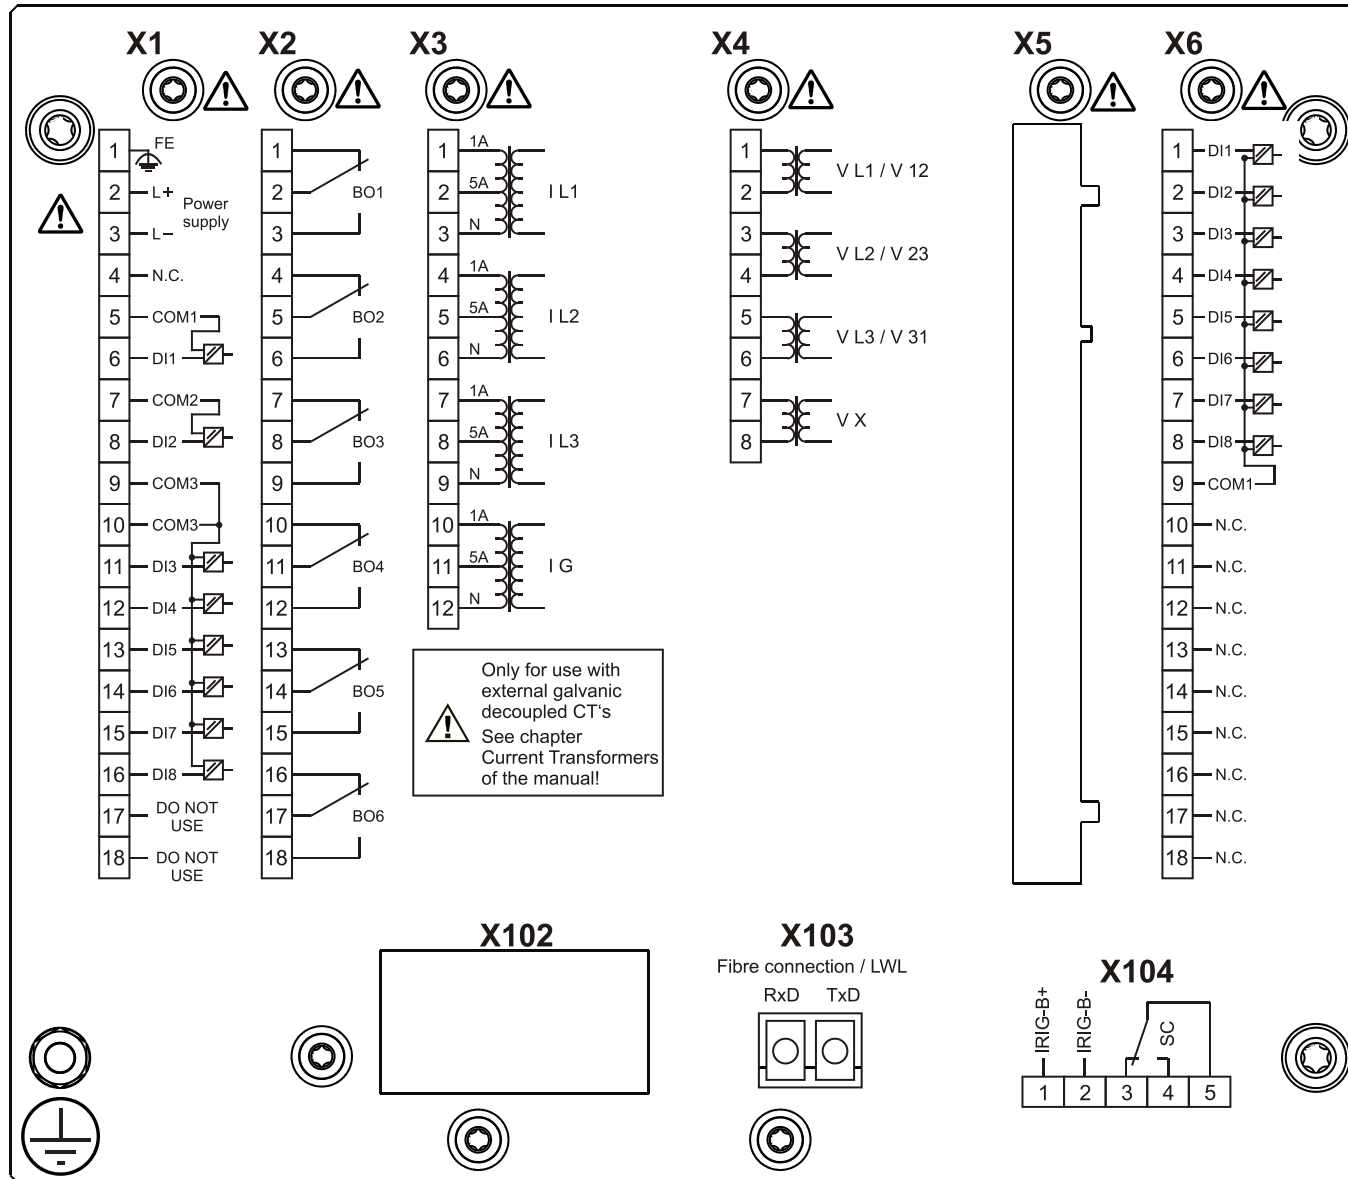 X1
X2
X3
X4
X5
X6
1 FE
2 L+
Power
supply
3 L−
4 N.C.
5 COM1
6 DI1
7 COM2
8 DI2
9 COM3
10 COM3
11 DI3
12 DI4
13 DI5
14 DI6
15 DI7
16 DI8
17 DO NOT
USE
18 DO NOT
USE
1
2 BO1
3
4
5 BO2
6
7
8 BO3
9
10
11 BO4
12
13
14 BO5
15
16
17 BO6
18
1 1A
2 5A I L1
3 N
4 1A
5 5A I L2
6 N
7 1A
8 5A I L3
9 N
10 1A
11 5A I G
12 N
Only for use with
external galvanic
decoupled CT's
See chapter
Current Transformers
of the manual!
1
V L1 / V 12
2
3
V L2 / V 23
4
5
V L3 / V 31
6
7
V X
8
1 DI1
2 DI2
3 DI3
4 DI4
5 DI5
6 DI6
7 DI7
8 DI8
9 COM1
10 N.C.
11 N.C.
12 N.C.
13 N.C.
14 N.C.
15 N.C.
16 N.C.
17 N.C.
18 N.C.
X102
X103
Fibre connection / LWL
RxD TxD
X104
IRIG-B+
IRIG-B-
SC
1 2 3 4 5